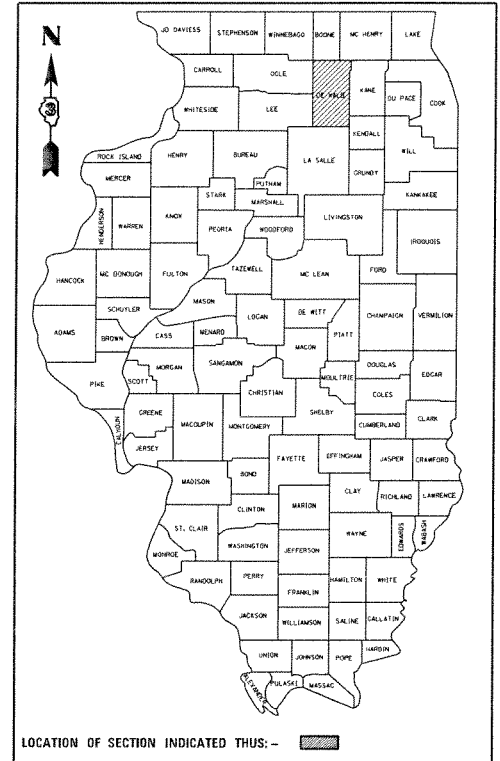 JO DAVIESS STEPHENSON WINNEBAGO BOONE MC HENRY LAKE
N
CARROLL OGLE DE KALB KANE DU PAGE COOK
WHITESIDE LEE
KENDALL WILL
ROCK ISLAND HENRY BUREAU LA SALLE GRUNDY
MERCER PUTNAM KANKAKEE
STARK MARSHALL
HENDERSON WARREN KNOX PEORIA WOODFORD LIVINGSTON IROQUOIS
FORD
HANCOCK MC DONOUGH FULTON TAZEWELL MC LEAN
MASON
SCHUYLER LOGAN DE WITT CHAMPAIGN VERMILION
ADAMS BROWN CASS MENARD PIATT
MACON
SANGAMON DOUGLAS EDGAR
PIKE SCOTT MORGAN MOULTRIE
CHRISTIAN COLES
GREENE SHELBY
CALHOUN MACOUPIN MONTGOMERY CUMBERLAND CLARK
JERSEY
FAYETTE EFFINGHAM JASPER CRAWFORD
MADISON BOND
CLAY RICHLAND LAWRENCE
CLINTON MARION
ST. CLAIR WAYNE EDWARDS WABASH
WASHINGTON JEFFERSON
MONROE
RANDOLPH PERRY HAMILTON WHITE
FRANKLIN
JACKSON WILLIAMSON SALINE GALLATIN
HARDIN
UNION JOHNSON POPE
ALEXANDER PULASKI MASSAC
LOCATION OF SECTION INDICATED THUS: -